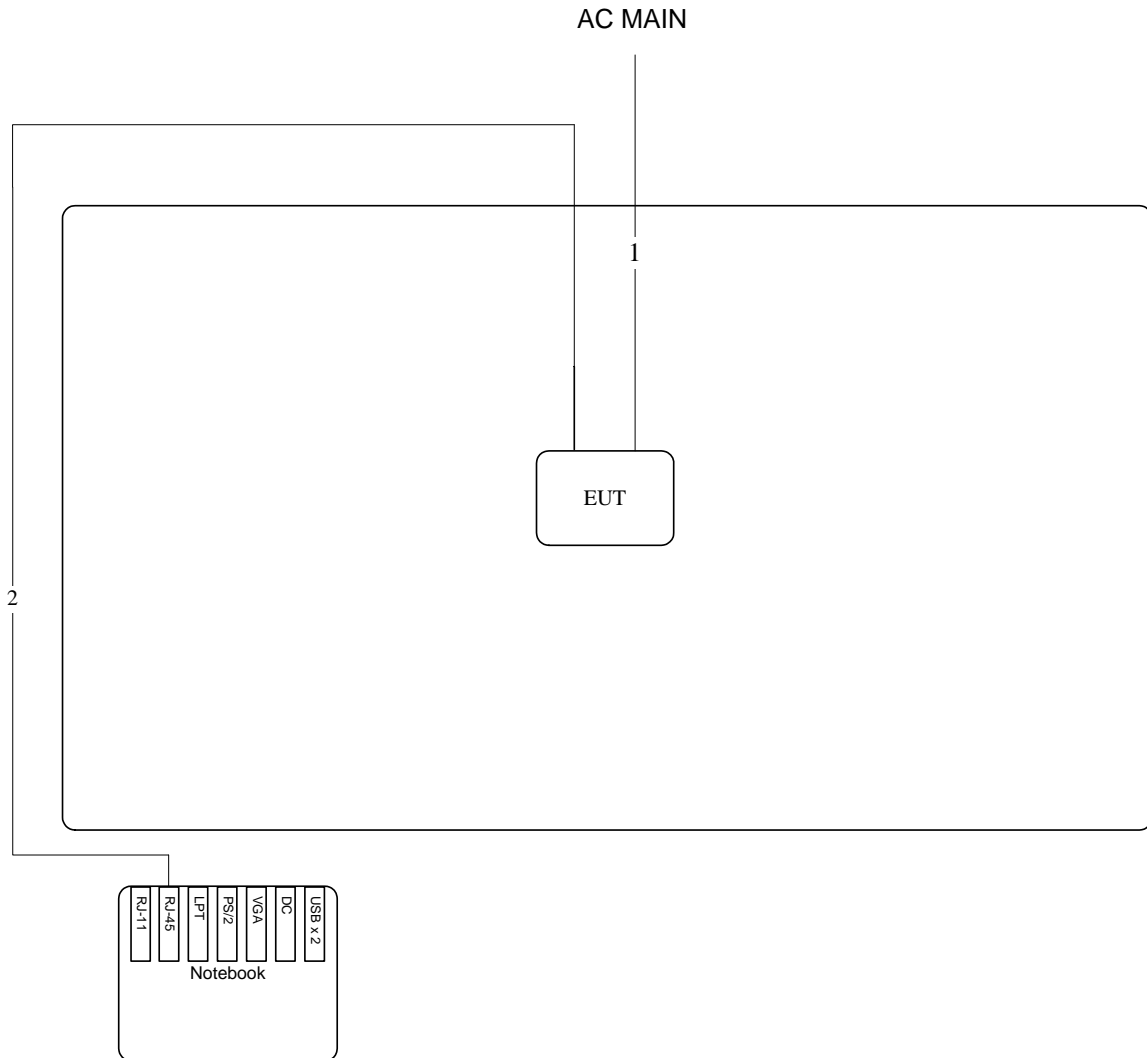 AC MAIN
1
EUT
2
RJ-11
RJ-45
LPT
PS/2
VGA
DC
USB x 2
Notebook